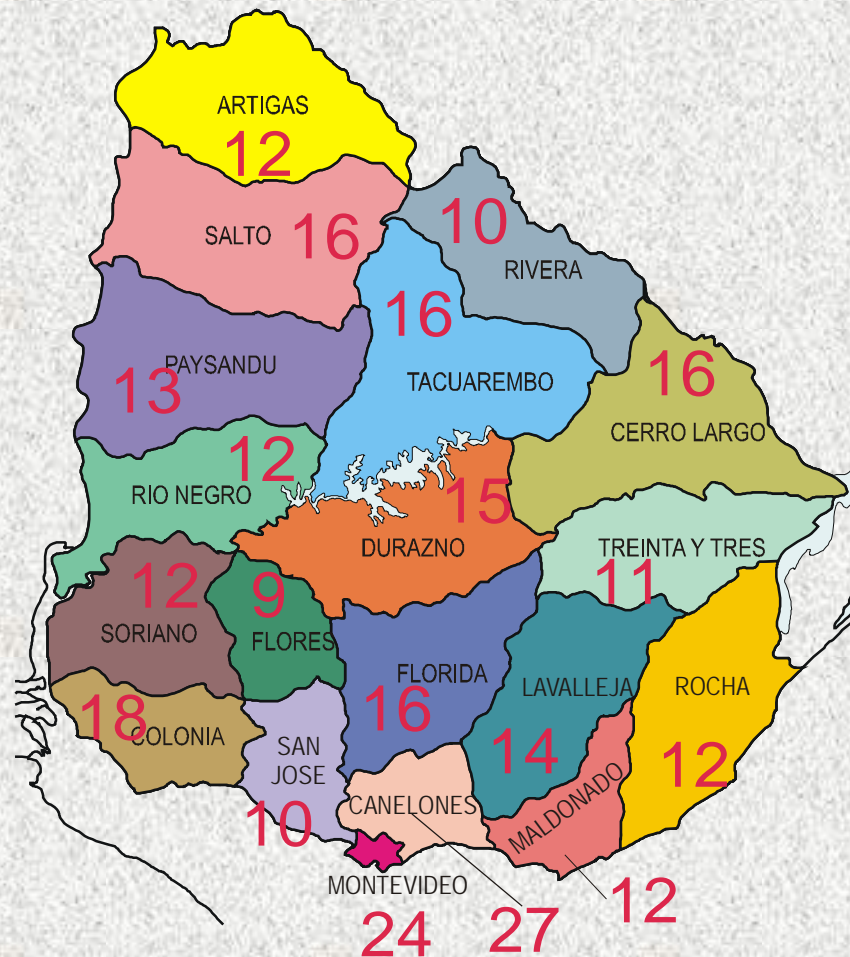 ARTIGAS
12
SALTO
16
10
RIVERA
16
TACUAREMBO
PAYSANDU
13
16
CERRO LARGO
12
RIO NEGRO
15
DURAZNO
TREINTA Y TRES
11
12
SORIANO
9
FLORES
FLORIDA
16
LAVALLEJA
14
ROCHA
12
18
COLONIA
SAN
JOSE
10
CANELONES
MALDONADO
MONTEVIDEO
24
27
12